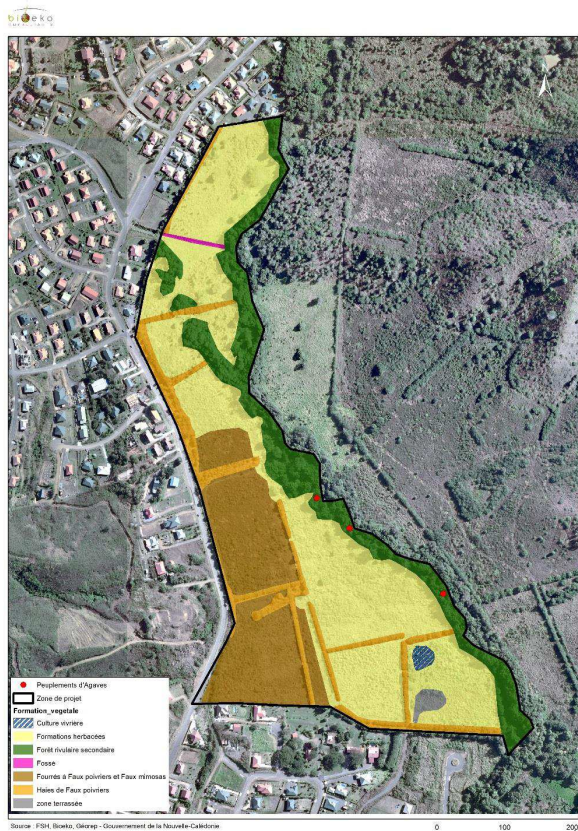 bioeko
Peuplements d'Agaves
Zone de projet
Formation_vegetale
Culture vivrière
Formations herbacées
Forêt rivulaire secondaire
Fossé
Fourrés à Faux poivriers et Faux mimosas
Haies de Faux poivriers
zone terrassée
Source : FSH, Bioeko, Géorep - Gouvernement de la Nouvelle-Calédonie
0 100 200